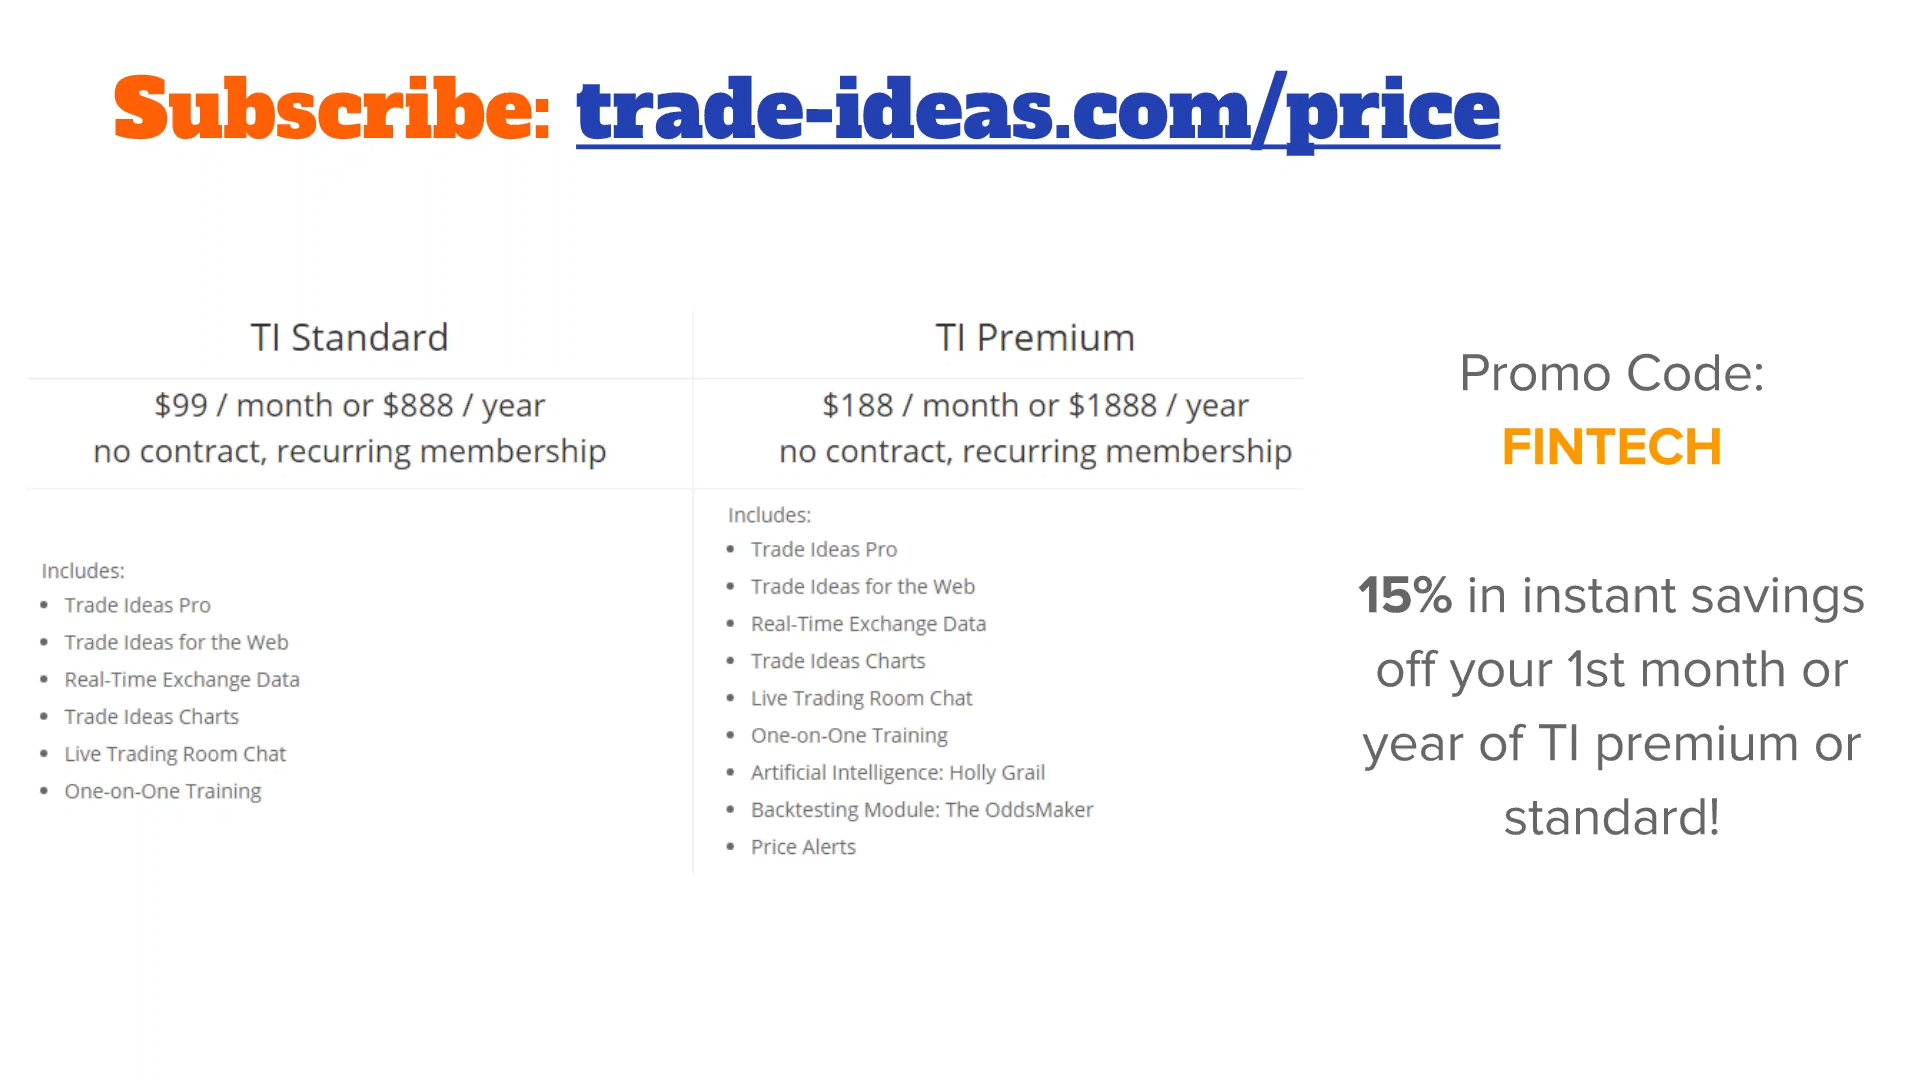 Subscribe: trade-ideas.com/price
TI Standard
$99 / month or $888 / year
no contract, recurring membership
Includes:
• Trade Ideas Pro
• Trade Ideas for the Web
• Real-Time Exchange Data
• Trade Ideas Charts
• Live Trading Room Chat
• One-on-One Training
TI Premium
$188 / month or $1888 / year
no contract, recurring membership
Includes:
• Trade Ideas Pro
• Trade Ideas for the Web
• Real-Time Exchange Data
• Trade Ideas Charts
• Live Trading Room Chat
• One-on-One Training
• Artificial Intelligence: Holly Grail
• Backtesting Module: The OddsMaker
• Price Alerts
Promo Code:
FINTECH
15% in instant savings
off your 1st month or
year of TI premium or
standard!